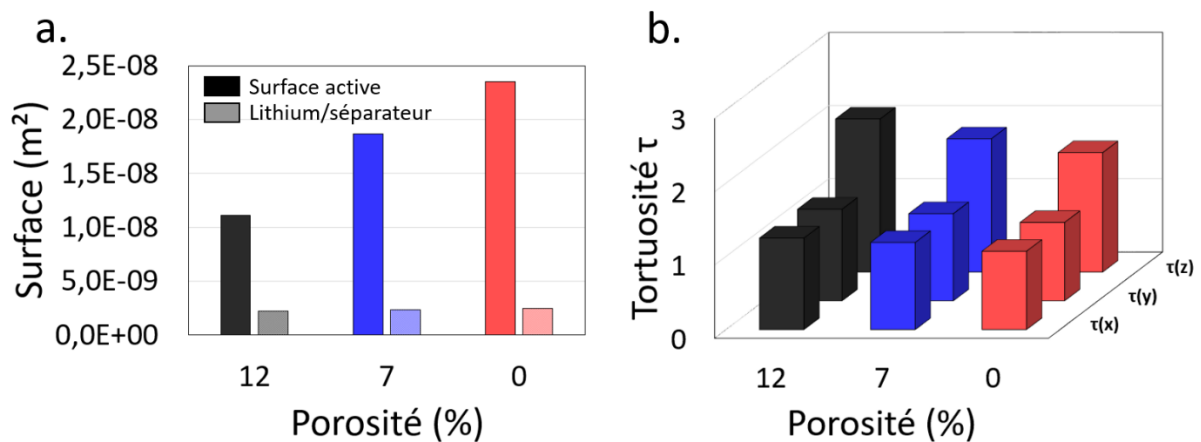 a.
2,5E-08
2,0E-08
1,5E-08
1,0E-08
5,0E-09
0,0E+00
Surface (m²)
Surface active
Lithium/séparateur
12 7 0
Porosité (%)
b.
3
2
1
0
Tortuosité τ
τ(z)
τ(y)
τ(x)
12 7 0
Porosité (%)